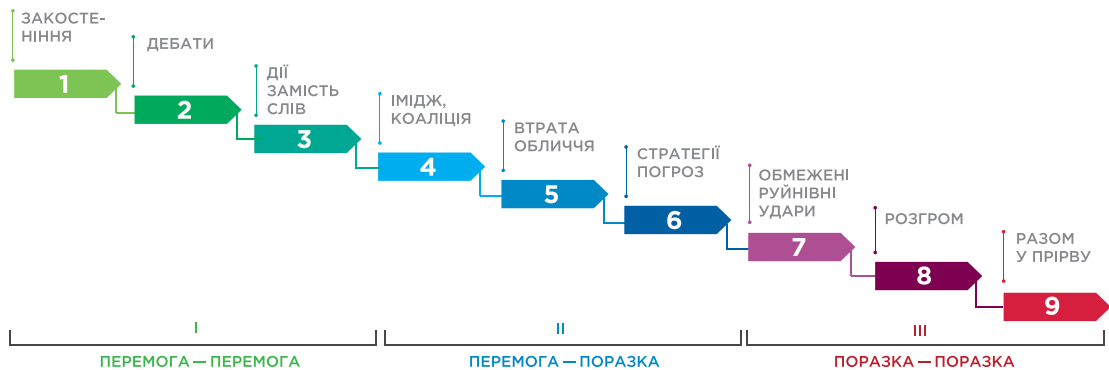 ЗАКОСТЕ-
НІННЯ
1
ДЕБАТИ
2
ДІЇ
ЗАМІСТЬ
СЛІВ
3
ІМІДЖ,
КОАЛІЦІЯ
4
ВТРАТА
ОБЛИЧЧЯ
5
СТРАТЕГІЇ
ПОГРОЗ
6
ОБМЕЖЕНІ
РУЙНІВНІ
УДАРИ
7
РОЗГРОМ
8
РАЗОМ
У ПРІРВУ
9
I
ПЕРЕМОГА — ПЕРЕМОГА
II
ПЕРЕМОГА — ПОРАЗКА
III
ПОРАЗКА — ПОРАЗКА